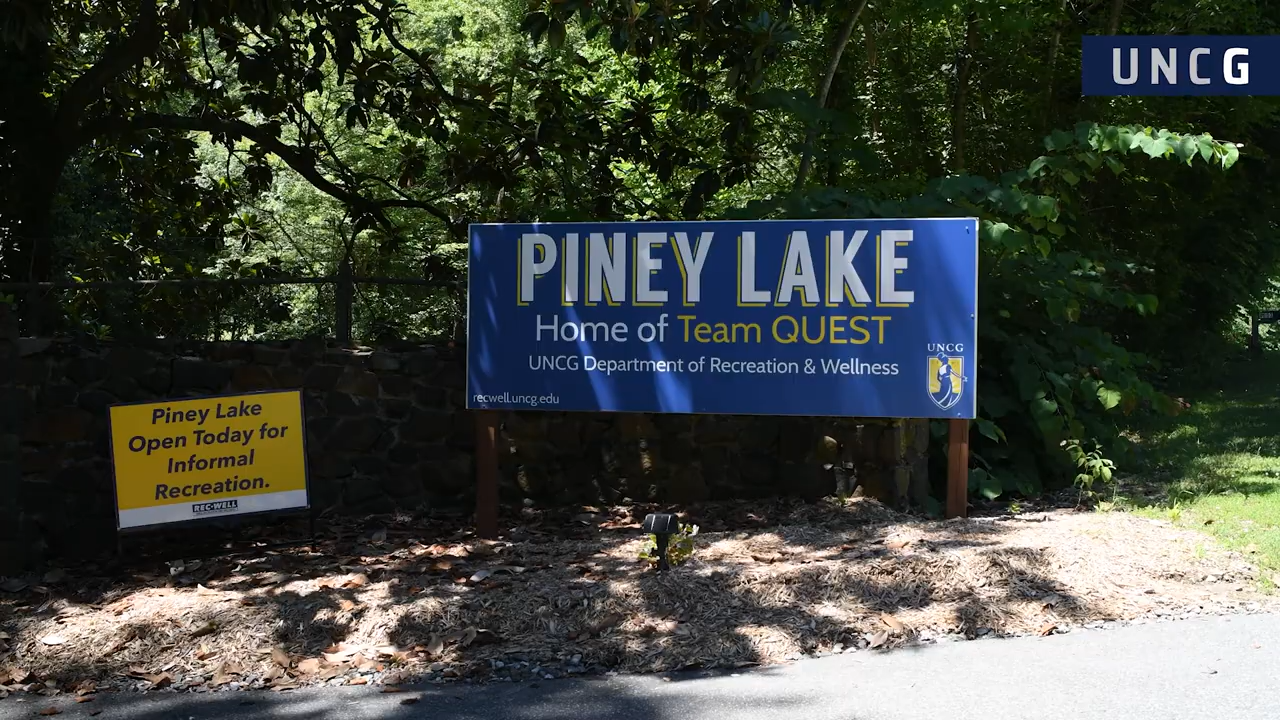 UNCG
PINEY LAKE
Home of Team QUEST
UNCG Department of Recreation & Wellness
UNCG
recwell.uncg.edu
Piney Lake
Open Today for
Informal
Recreation.
REC-WELL